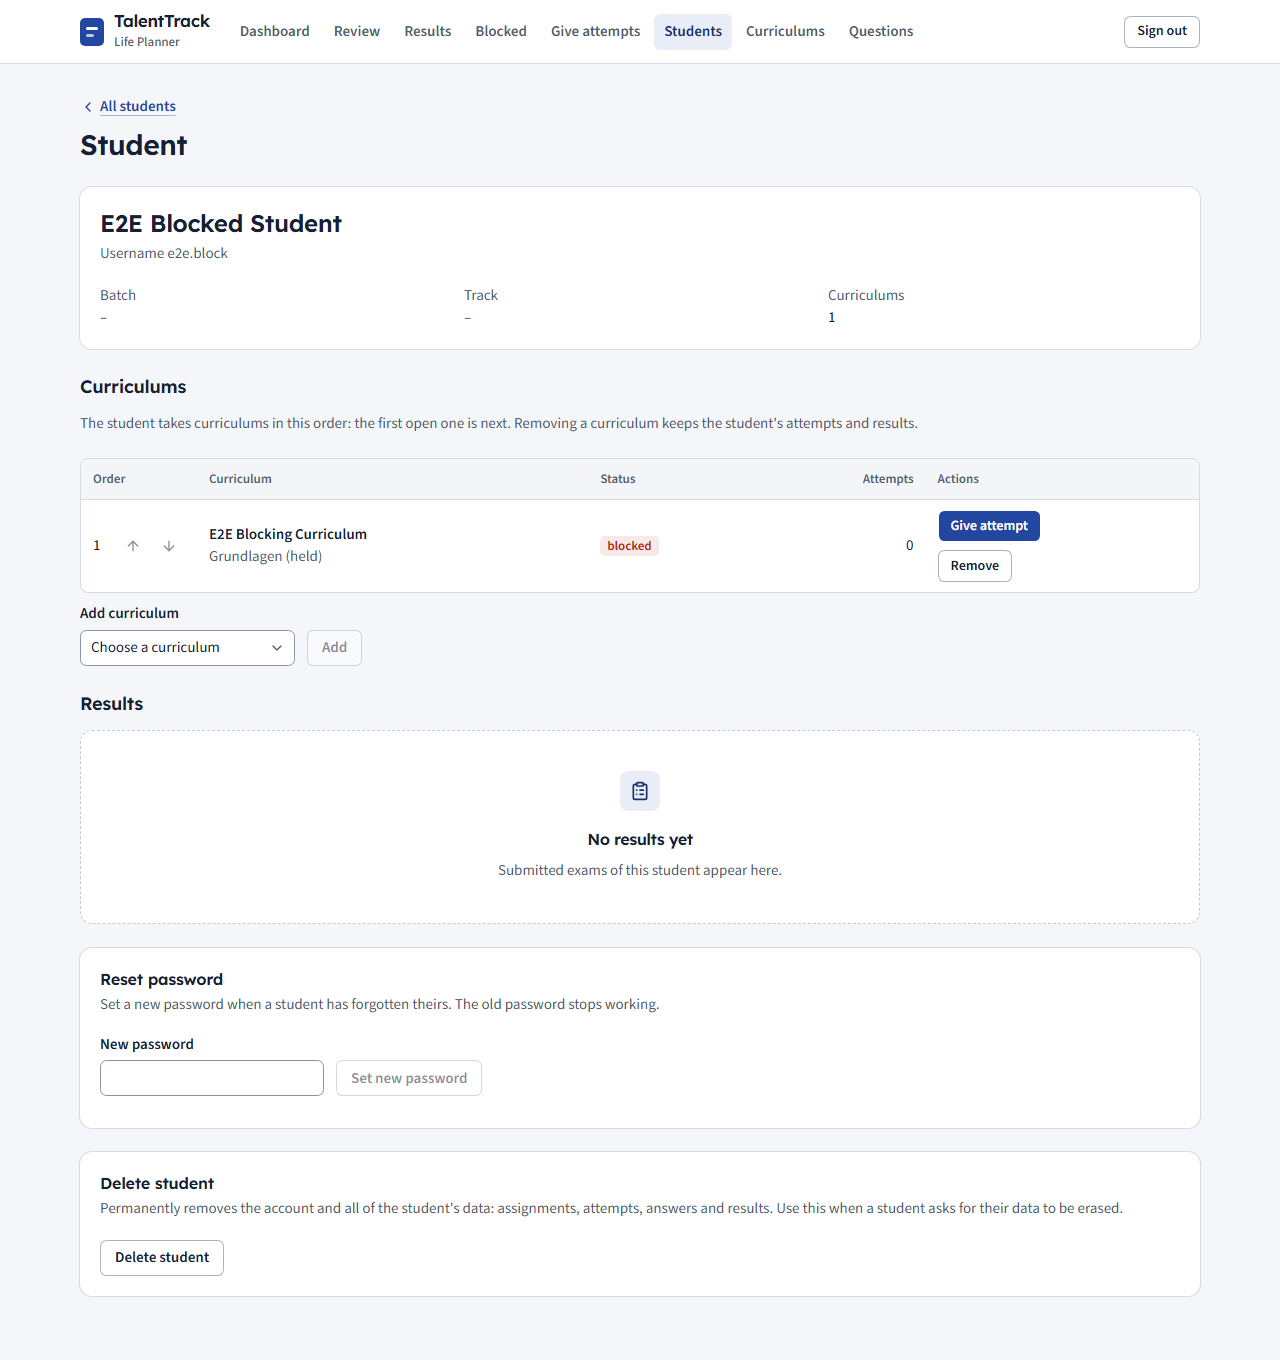 TalentTrack
Life Planner
Dashboard
Review
Results
Blocked
Give attempts
Students
Curriculums
Questions
Sign out
All students
Student
E2E Blocked Student
Username e2e.block
Batch
–
Track
–
Curriculums
1
Curriculums
The student takes curriculums in this order: the first open one is next. Removing a curriculum keeps the student's attempts and results.
Order
Curriculum
Status
Attempts
Actions
1
E2E Blocking Curriculum
Grundlagen (held)
blocked
0
Give attempt
Remove
Add curriculum
Choose a curriculum
Add
Results
No results yet
Submitted exams of this student appear here.
Reset password
Set a new password when a student has forgotten theirs. The old password stops working.
New password
Set new password
Delete student
Permanently removes the account and all of the student's data: assignments, attempts, answers and results. Use this when a student asks for their data to be erased.
Delete student